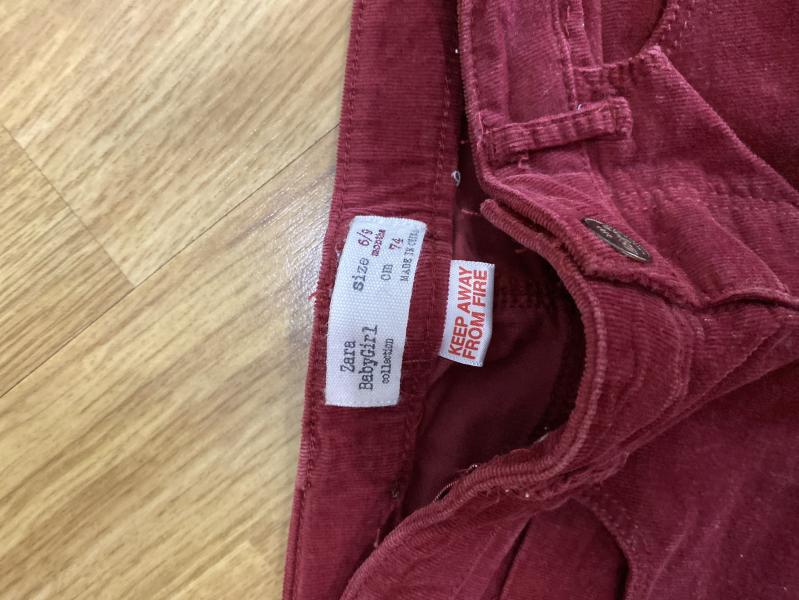 Zara
BabyGirl
collection
size 6/9
months
cm 74
MADE IN CHINA
KEEP AWAY
FROM FIRE